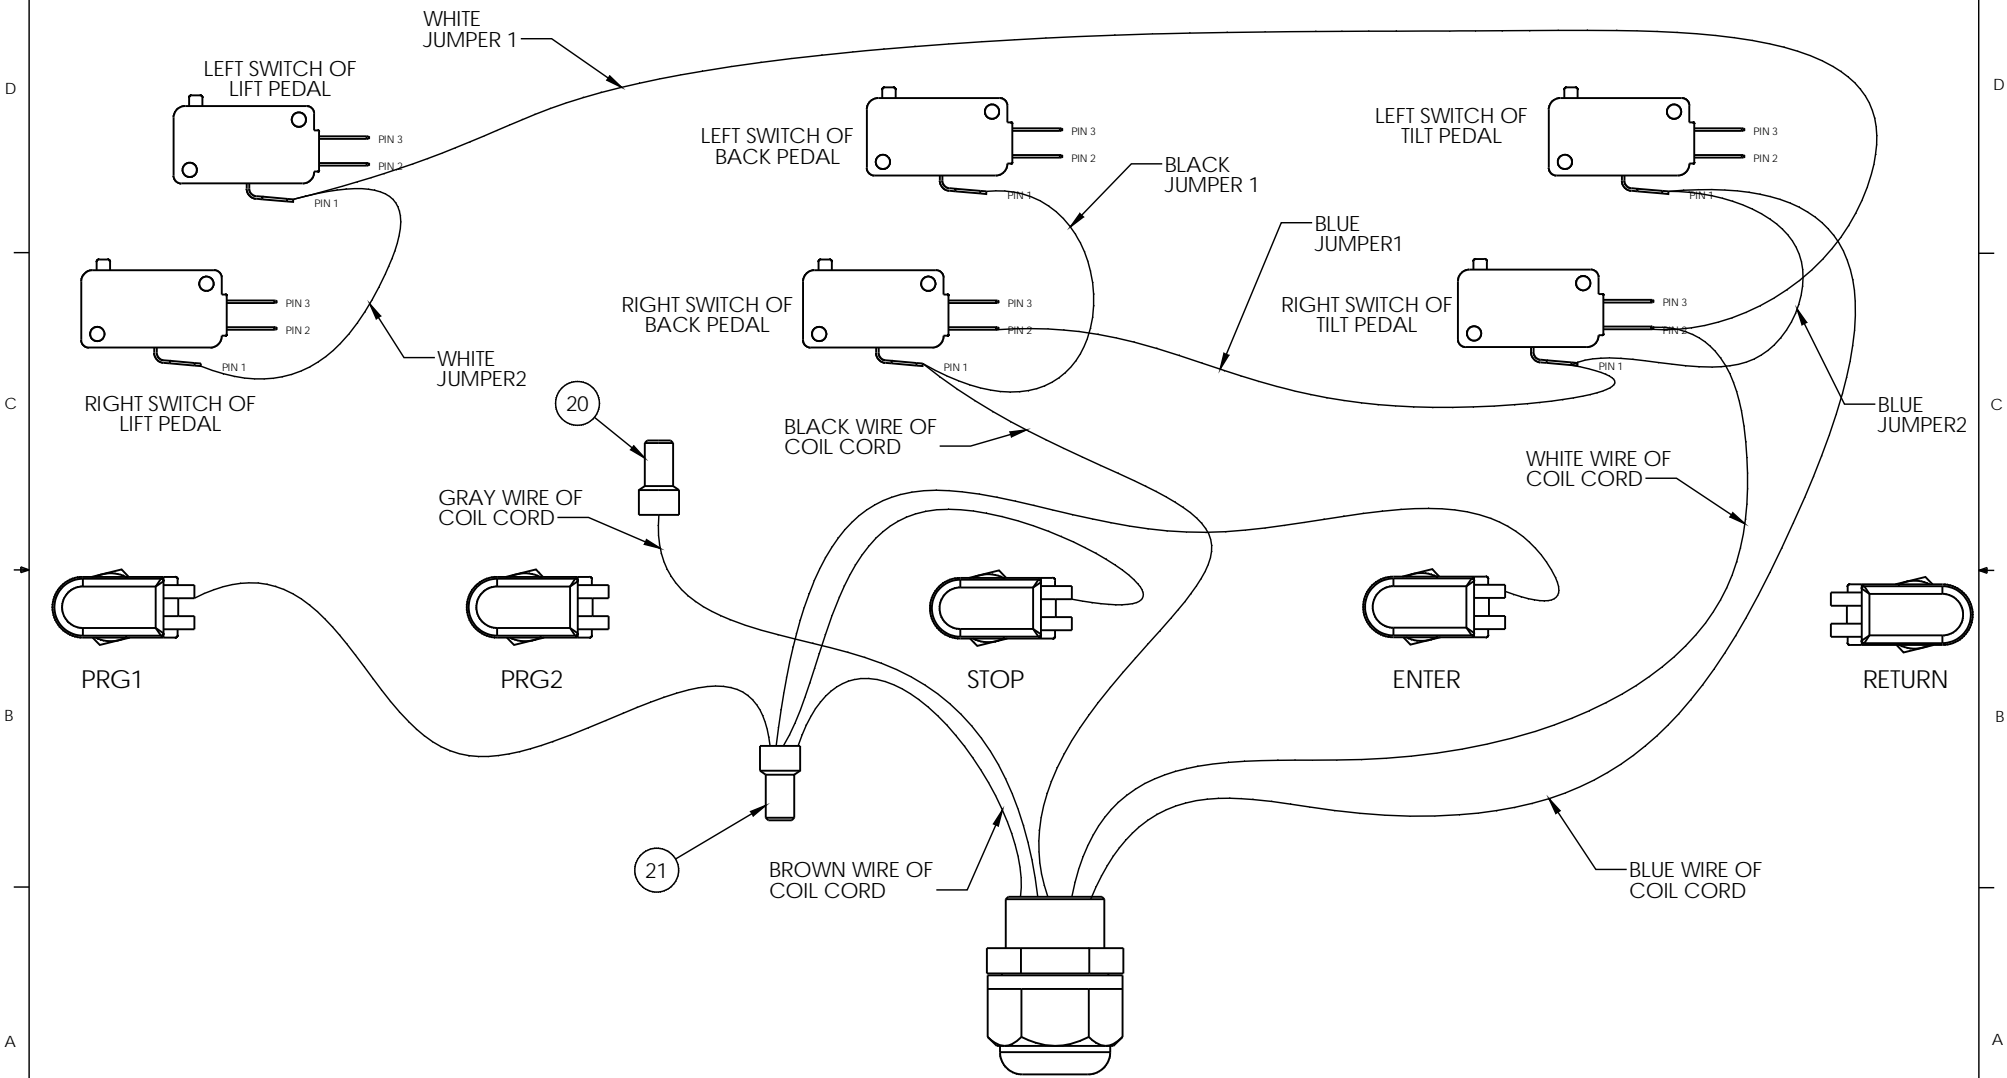 WHITE
JUMPER 1
D
D
LEFT SWITCH OF
LIFT PEDAL
PIN 3
PIN 2
PIN 1
LEFT SWITCH OF
BACK PEDAL
PIN 3
PIN 2
PIN 1
BLACK
JUMPER 1
LEFT SWITCH OF
TILT PEDAL
PIN 3
PIN 2
PIN 1
BLUE
JUMPER1
PIN 3
PIN 2
PIN 1
RIGHT SWITCH OF
LIFT PEDAL
WHITE
JUMPER2
RIGHT SWITCH OF
BACK PEDAL
PIN 3
PIN 2
PIN 1
RIGHT SWITCH OF
TILT PEDAL
PIN 3
PIN 2
PIN 1
C
C
20
BLACK WIRE OF
COIL CORD
BLUE
JUMPER2
GRAY WIRE OF
COIL CORD
WHITE WIRE OF
COIL CORD
PRG1
PRG2
STOP
ENTER
RETURN
B
B
21
BROWN WIRE OF
COIL CORD
BLUE WIRE OF
COIL CORD
A
A